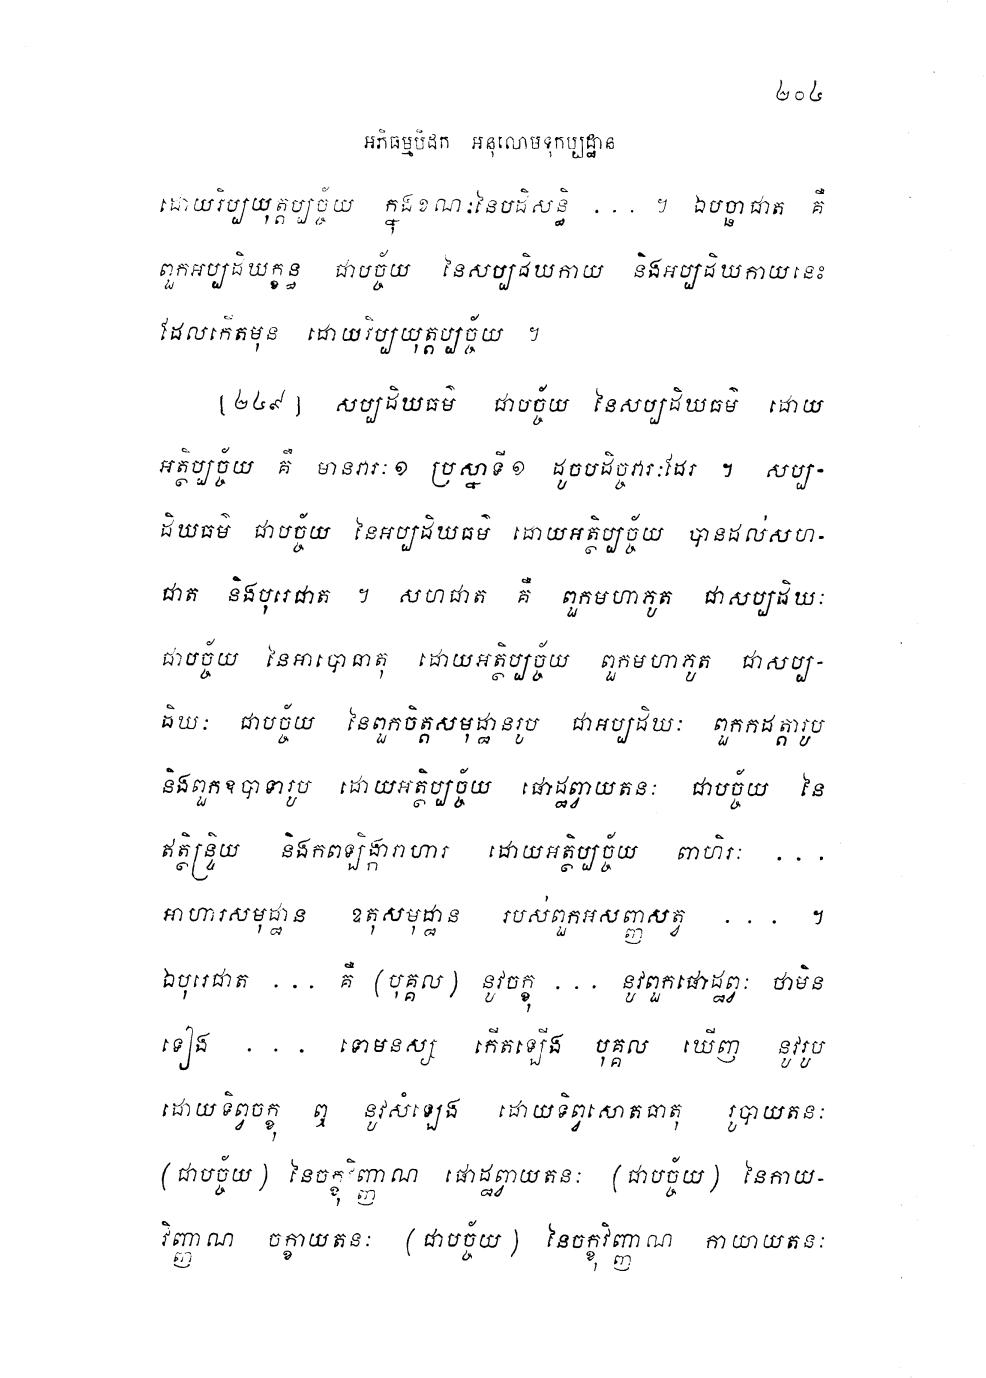 ២០៤
អភិធម្មបិដក អនុលោមទុកប្បដ្ឋាន
ដោយវិប្បយុត្តប្បច្ច័យ ក្នុងខណៈនៃបដិសន្ធិ . . . ។ ឯបច្ឆាជាត គឺ
ពួកអប្បដិឃក្ខន្ធ ជាបច្ច័យ នៃសប្បដិឃកាយ និងអប្បដិឃកាយនេះ
ដែលកើតមុន ដោយវិប្បយុត្តប្បច្ច័យ ។
[២៤៩] សប្បដិឃធម៌ ជាបច្ច័យ នៃសប្បដិឃធម៌ ដោយ
អត្ថិប្បច្ច័យ គឺ មានវារៈ១ ប្រស្នាទី១ ដូចបដិច្ចវារៈដែរ ។ សប្ប-
ដិឃធម៌ ជាបច្ច័យ នៃអប្បដិឃធម៌ ដោយអត្ថិប្បច្ច័យ បានដល់សហ-
ជាត និងបុរេជាត ។ សហជាត គឺ ពួកមហាភូត ជាសប្បដិឃៈ
ជាបច្ច័យ នៃអាបោធាតុ ដោយអត្ថិប្បច្ច័យ ពួកមហាភូត ជាសប្ប-
ដិឃៈ ជាបច្ច័យ នៃពួកចិត្តសមុដ្ឋានរូប ជាអប្បដិឃៈ ពួកកដត្តារូប
និងពួកឧបាទារូប ដោយអត្ថិប្បច្ច័យ ផោដ្ឋព្វាយតនៈ ជាបច្ច័យ នៃ
ឥត្ថិន្ទ្រិយ និងកពឡិង្ការាហារ ដោយអត្ថិប្បច្ច័យ ពាហិរៈ . . .
អាហារសមុដ្ឋាន ឧតុសមុដ្ឋាន របស់ពួកអសញ្ញសត្វ . . . ។
ឯបុរេជាត . . . គឺ (បុគ្គល) នូវចក្ខុ . . . នូវពួកផោដ្ឋព្វៈ ថាមិន
ទៀង . . . ទោមនស្ស កើតឡើង បុគ្គល ឃើញ នូវរូប
ដោយទិព្វចក្ខុ ឮ នូវសំឡេង ដោយទិព្វសោតធាតុ រូបាយតនៈ
(ជាបច្ច័យ) នៃចក្ខុវិញ្ញាណ ផោដ្ឋព្វាយតនៈ (ជាបច្ច័យ) នៃកាយ-
វិញ្ញាណ ចក្ខាយតនៈ (ជាបច្ច័យ) នៃចក្ខុវិញ្ញាណ កាយាយតនៈ